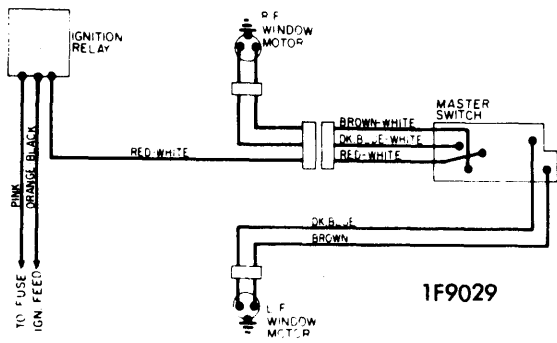 IGNITION
RELAY
R.F.
WINDOW
MOTOR
MASTER
SWITCH
BROWN-WHITE
DK.BLUE-WHITE
RED-WHITE
RED-WHITE
PINK
ORANGE BLACK
DK.BLUE
BROWN
TO FUSE
IGN FEED
L.F.
WINDOW
MOTOR
1F9029